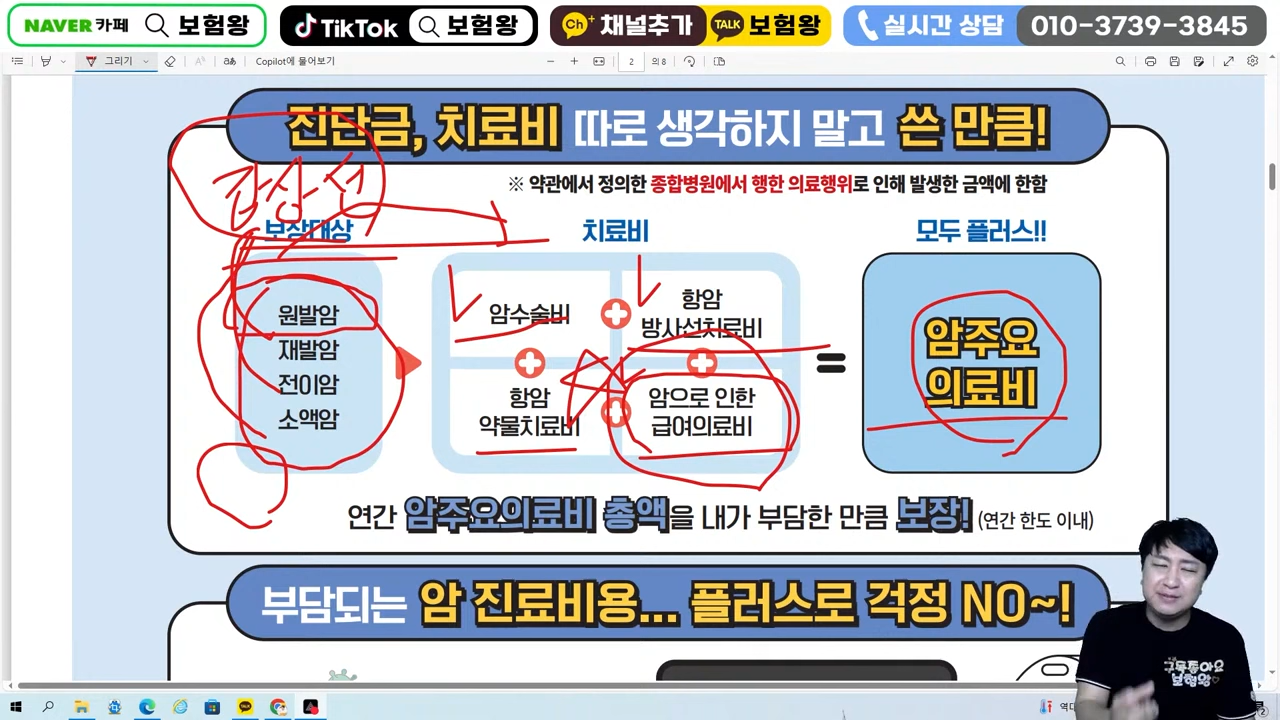 NAVER 카페 보험왕 TikTok 보험왕 Ch+ 채널추가 TALK 보험왕 실시간 상담 010-3739-3845
그리기 aあ Copilot에 물어보기 2 의 8
진단금, 치료비 따로 생각하지 말고 쓴 만큼!
※ 약관에서 정의한 종합병원에서 행한 의료행위로 인해 발생한 금액에 한함
갑상선
보장대상 치료비 모두 플러스!!
원발암
재발암
전이암
소액암
암수술비
항암
방사선치료비
항암
약물치료비
암으로 인한
급여의료비
암주요
의료비
연간 암주요의료비 총액을 내가 부담한 만큼 보장! (연간 한도 이내)
부담되는 암 진료비용... 플러스로 걱정 NO~!
구독좋아요
보험왕♡